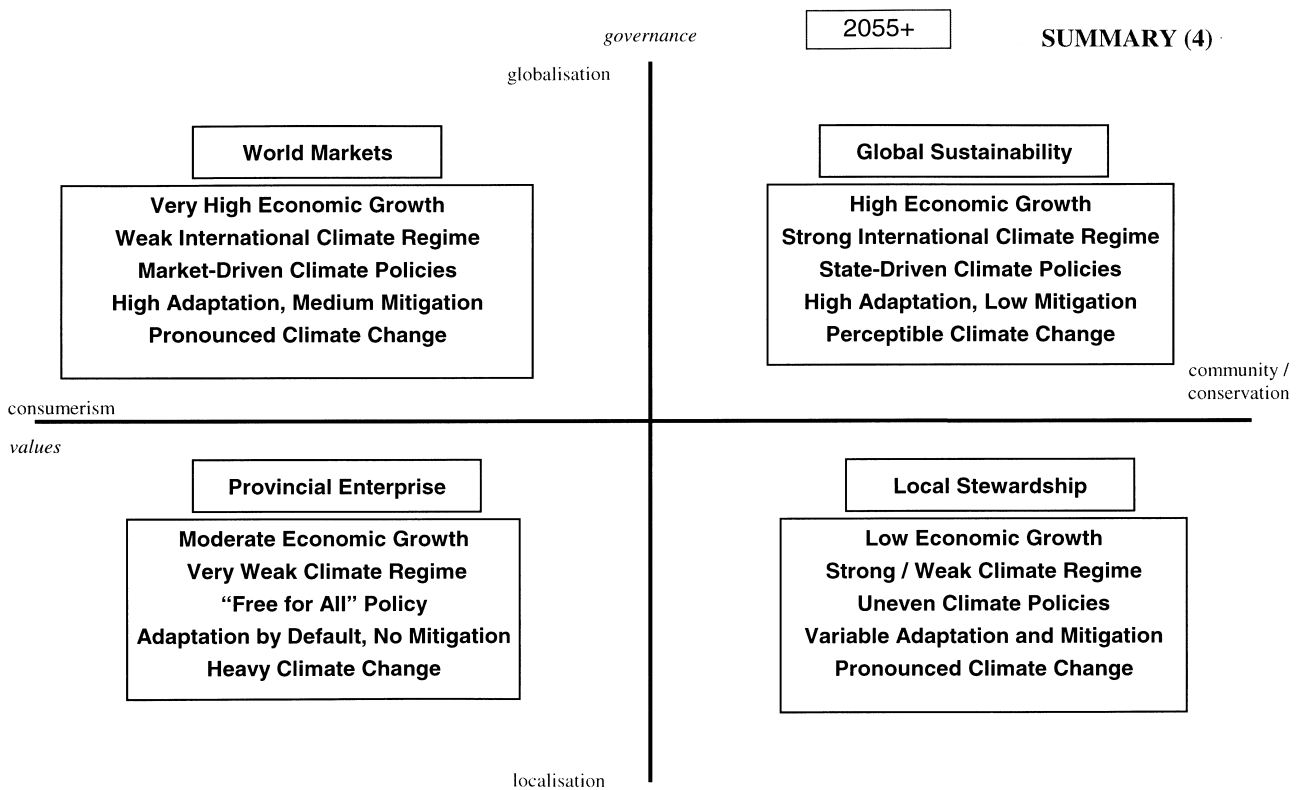 governance
2055+
SUMMARY (4)
globalisation
World Markets
Very High Economic Growth
Weak International Climate Regime
Market-Driven Climate Policies
High Adaptation, Medium Mitigation
Pronounced Climate Change
Global Sustainability
High Economic Growth
Strong International Climate Regime
State-Driven Climate Policies
High Adaptation, Low Mitigation
Perceptible Climate Change
community /
conservation
consumerism
values
Provincial Enterprise
Moderate Economic Growth
Very Weak Climate Regime
“Free for All” Policy
Adaptation by Default, No Mitigation
Heavy Climate Change
Local Stewardship
Low Economic Growth
Strong / Weak Climate Regime
Uneven Climate Policies
Variable Adaptation and Mitigation
Pronounced Climate Change
localisation